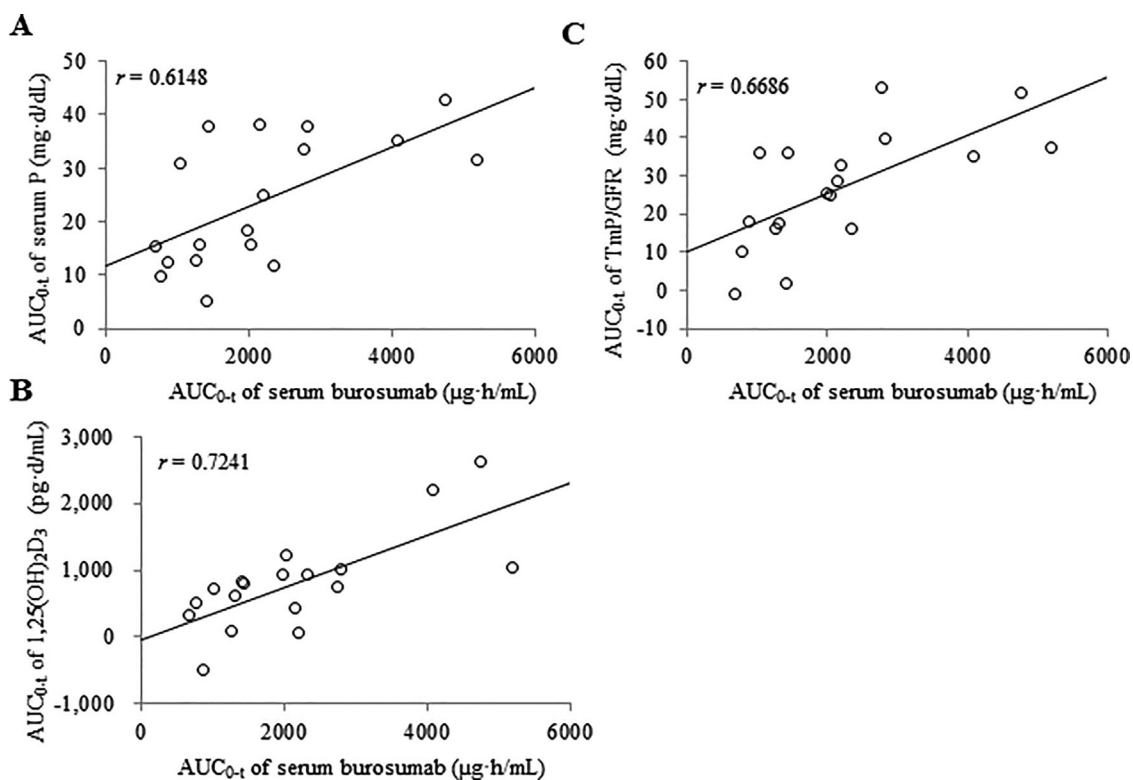 A
C
r = 0.6148
AUC0-t of serum P (mg·d/dL)
50
40
30
20
10
0
0 2000 4000 6000
AUC0-t of serum burosumab (μg·h/mL)
r = 0.6686
AUC0-t of TmP/GFR (mg·d/dL)
60
50
40
30
20
10
0
-10
0 2000 4000 6000
AUC0-t of serum burosumab (μg·h/mL)
B
r = 0.7241
AUC0-t of 1,25(OH)2D3 (pg·d/mL)
3,000
2,000
1,000
0
-1,000
0 2000 4000 6000
AUC0-t of serum burosumab (μg·h/mL)